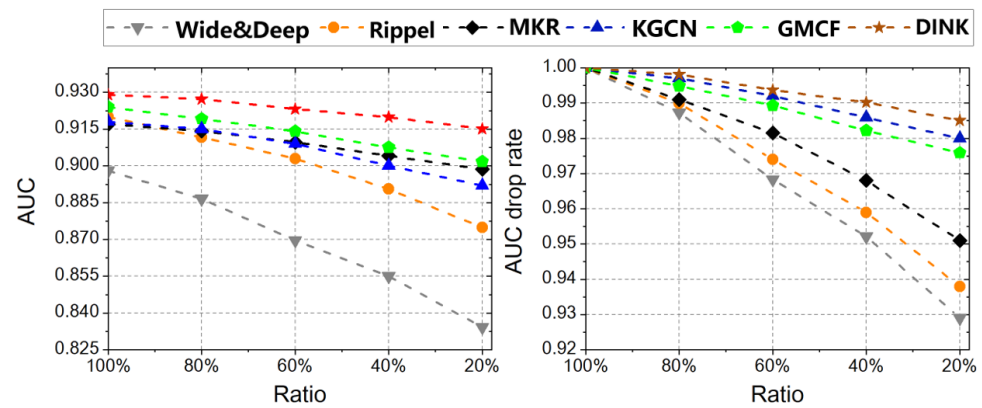 Wide&Deep Rippel MKR KGCN GMCF DINK
AUC
0.930
0.915
0.900
0.885
0.870
0.855
0.840
0.825
100% 80% 60% 40% 20%
Ratio
AUC drop rate
1.00
0.99
0.98
0.97
0.96
0.95
0.94
0.93
0.92
100% 80% 60% 40% 20%
Ratio